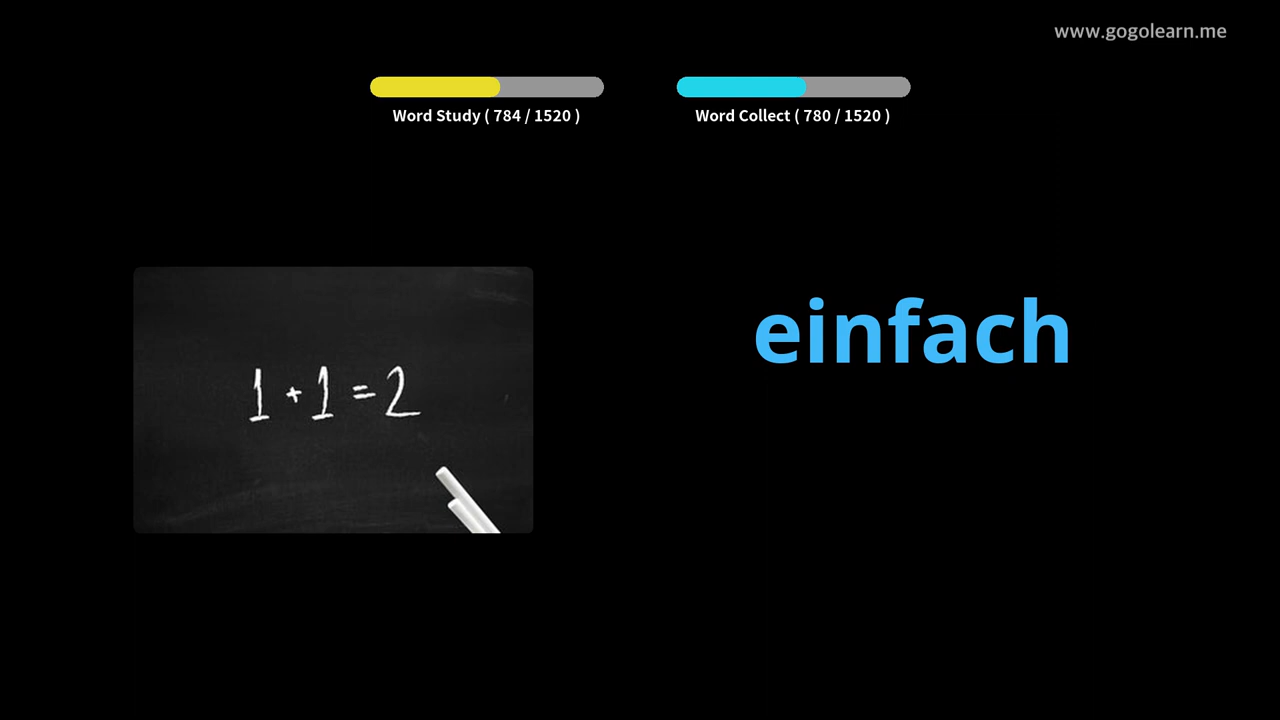 www.gogolearn.me
Word Study ( 784 / 1520 )
Word Collect ( 780 / 1520 )
einfach
1 + 1 = 2